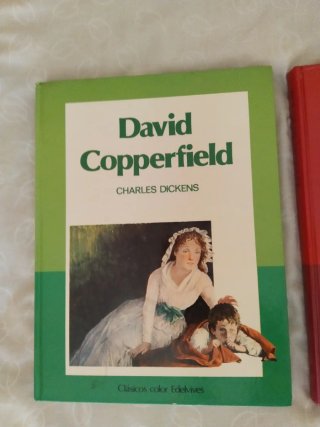 David
Copperfield
CHARLES DICKENS
Clásicos color Edelvives